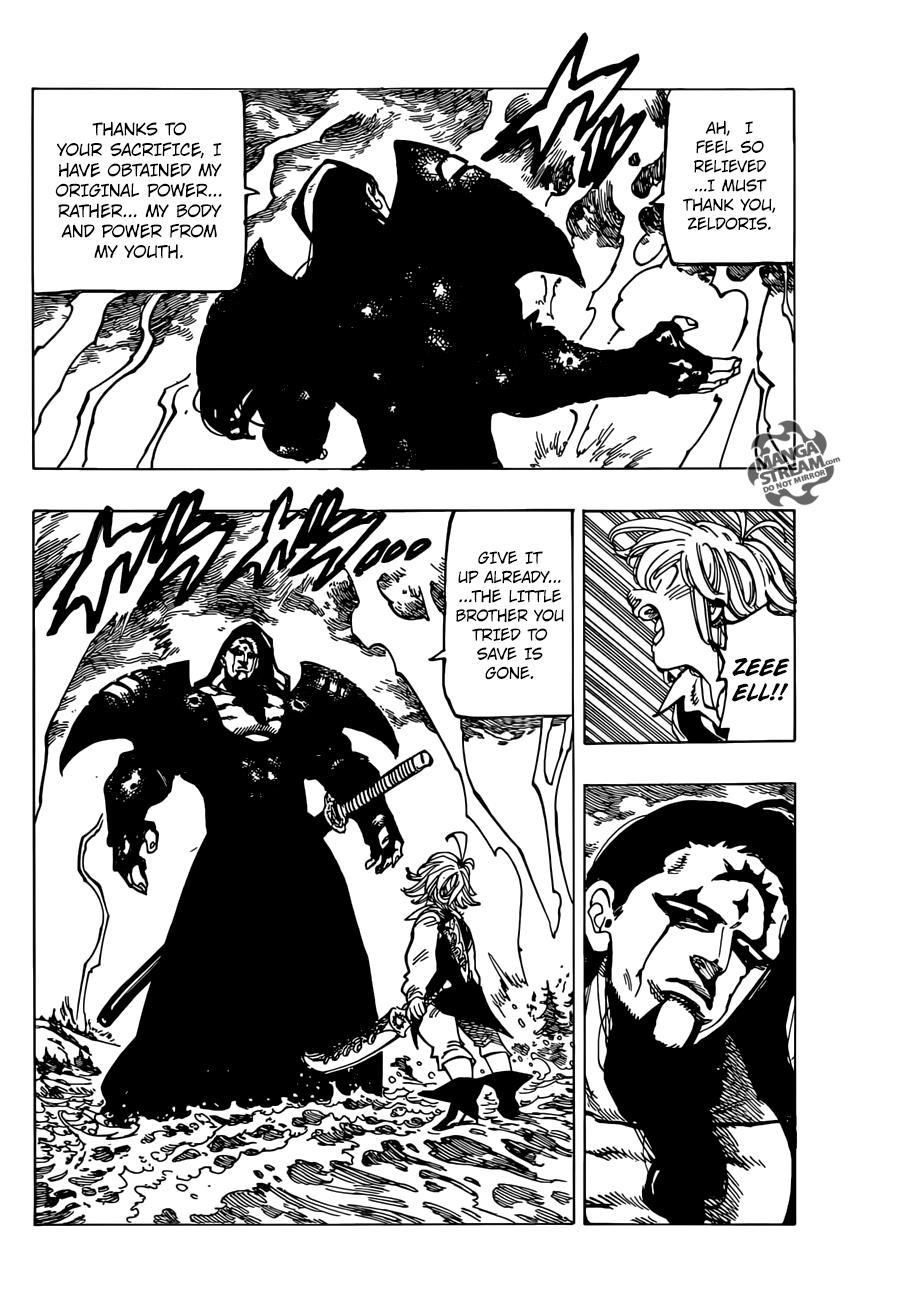 AH, I
FEEL SO
RELIEVED
...I MUST
THANK YOU,
ZELDORIS.
THANKS TO
YOUR SACRIFICE, I
HAVE OBTAINED MY
ORIGINAL POWER...
RATHER... MY BODY
AND POWER FROM
MY YOUTH.
MANGA
STREAM.com
DO NOT MIRROR
ZEEE
ELL!!
GIVE IT
UP ALREADY...
...THE LITTLE
BROTHER YOU
TRIED TO
SAVE IS
GONE.